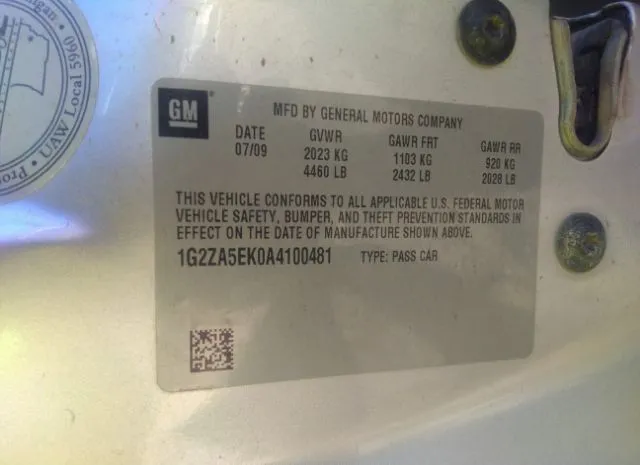 igan
UAW Local 5960
GM
MFD BY GENERAL MOTORS COMPANY
DATE GVWR GAWR FRT GAWR RR
07/09 2023 KG 1103 KG 920 KG
4460 LB 2432 LB 2028 LB
THIS VEHICLE CONFORMS TO ALL APPLICABLE U.S. FEDERAL MOTOR
VEHICLE SAFETY, BUMPER, AND THEFT PREVENTION STANDARDS IN
EFFECT ON THE DATE OF MANUFACTURE SHOWN ABOVE.
1G2ZA5EK0A4100481 TYPE: PASS CAR